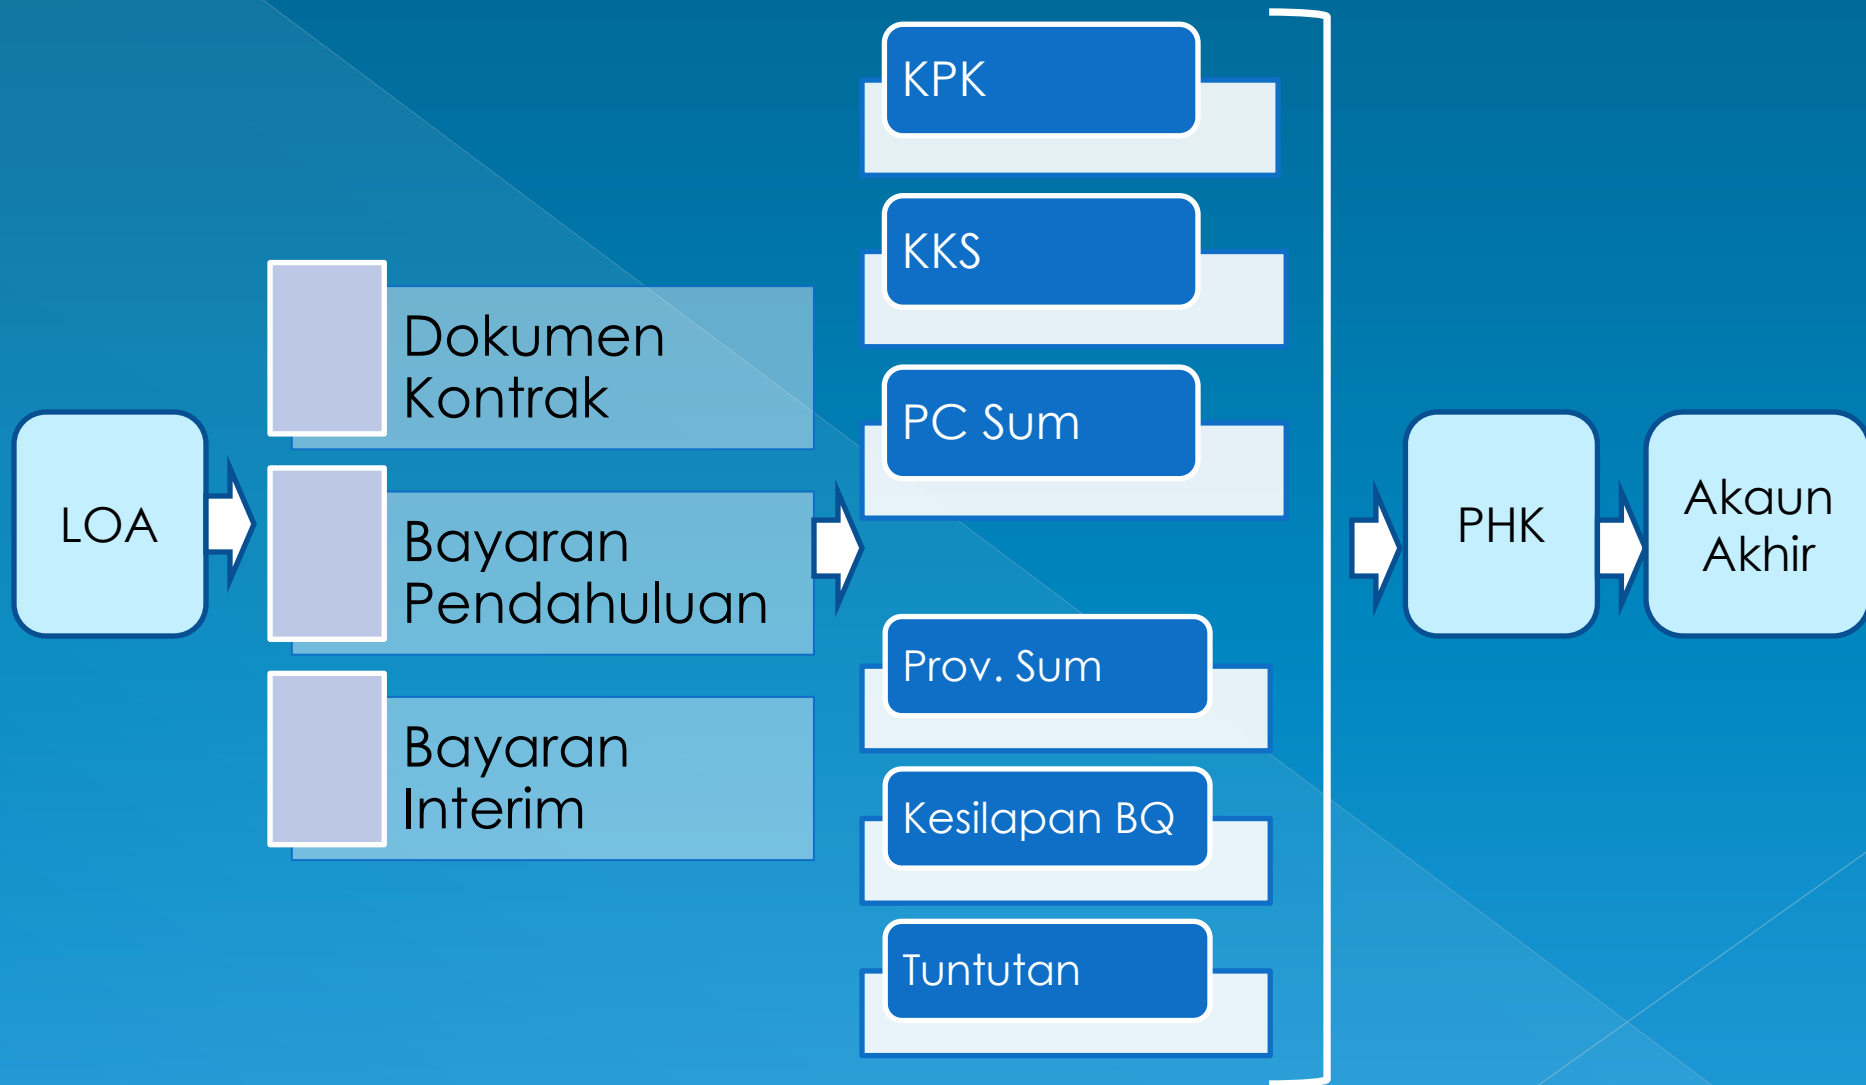 LOA
Dokumen
Kontrak
Bayaran
Pendahuluan
Bayaran
Interim
KPK
KKS
PC Sum
Prov. Sum
Kesilapan BQ
Tuntutan
PHK
Akaun
Akhir